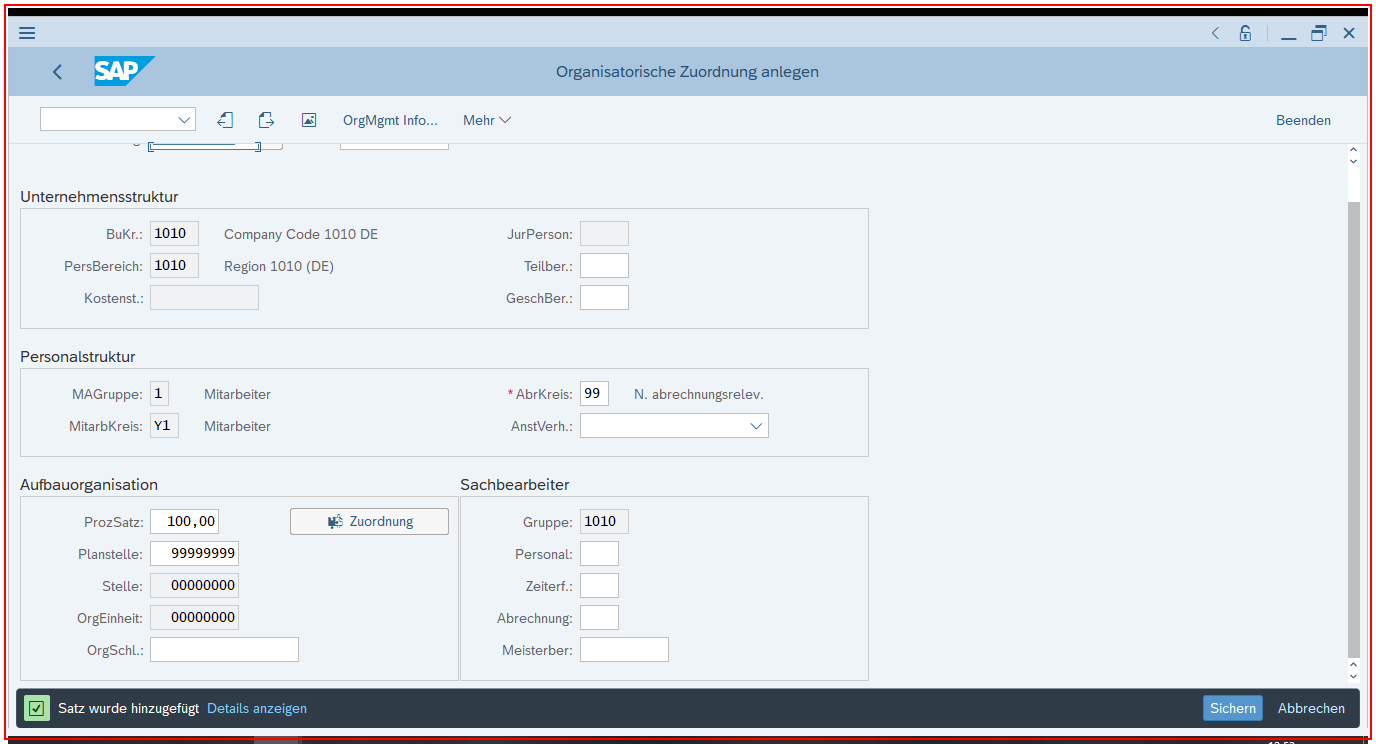 SAP
Organisatorische Zuordnung anlegen
OrgMgmt Info... Mehr Beenden
Unternehmensstruktur
BuKr.: 1010 Company Code 1010 DE JurPerson:
PersBereich: 1010 Region 1010 (DE) Teilber.:
Kostenst.: GeschBer.:
Personalstruktur
MAGruppe: 1 Mitarbeiter * AbrKreis: 99 N. abrechnungsrelev.
MitarbKreis: Y1 Mitarbeiter AnstVerh.:
Aufbauorganisation Sachbearbeiter
ProzSatz: 100,00 Zuordnung Gruppe: 1010
Planstelle: 99999999 Personal:
Stelle: 00000000 Zeiterf.:
OrgEinheit: 00000000 Abrechnung:
OrgSchl.: Meisterber:
Satz wurde hinzugefügt Details anzeigen Sichern Abbrechen